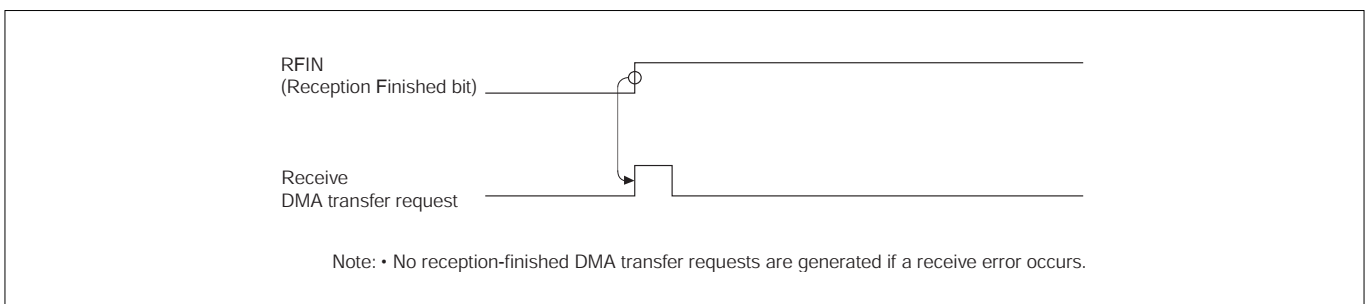 RFIN
(Reception Finished bit)
Receive
DMA transfer request
Note: • No reception-finished DMA transfer requests are generated if a receive error occurs.